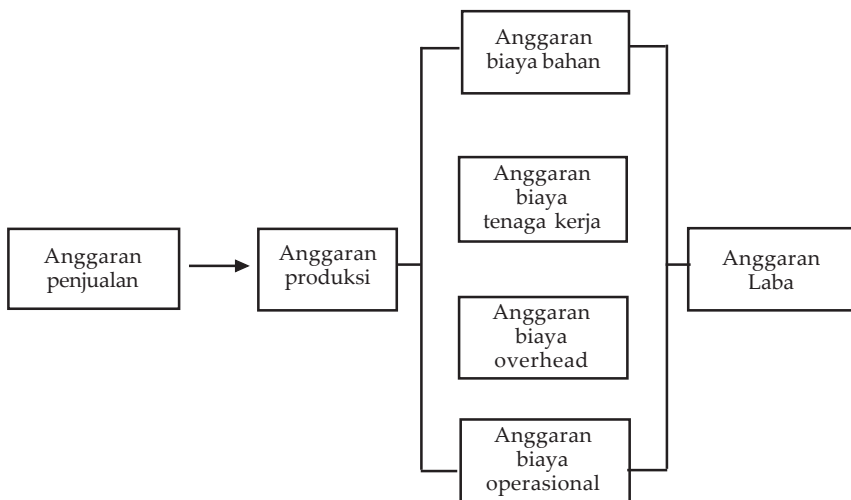 Anggaran
penjualan
Anggaran
produksi
Anggaran
biaya bahan
Anggaran
biaya
tenaga kerja
Anggaran
biaya
overhead
Anggaran
biaya
operasional
Anggaran
Laba